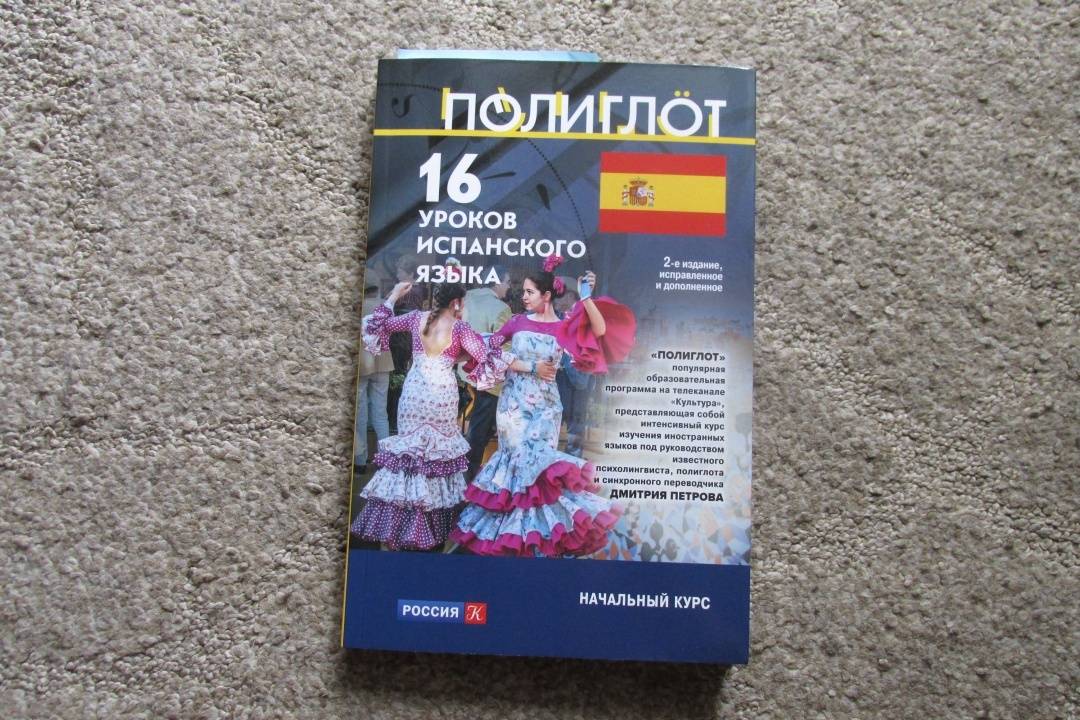 ПОЛИГЛОТ
16
УРОКОВ
ИСПАНСКОГО
ЯЗЫКА
2-е издание,
исправленное
и дополненное
«ПОЛИГЛОТ»
популярная
образовательная
программа на телеканале
«Культура»,
представляющая собой
интенсивный курс
изучения иностранных
языков под руководством
известного
психолингвиста, полиглота
и синхронного переводчика
ДМИТРИЯ ПЕТРОВА
НАЧАЛЬНЫЙ КУРС
РОССИЯ К